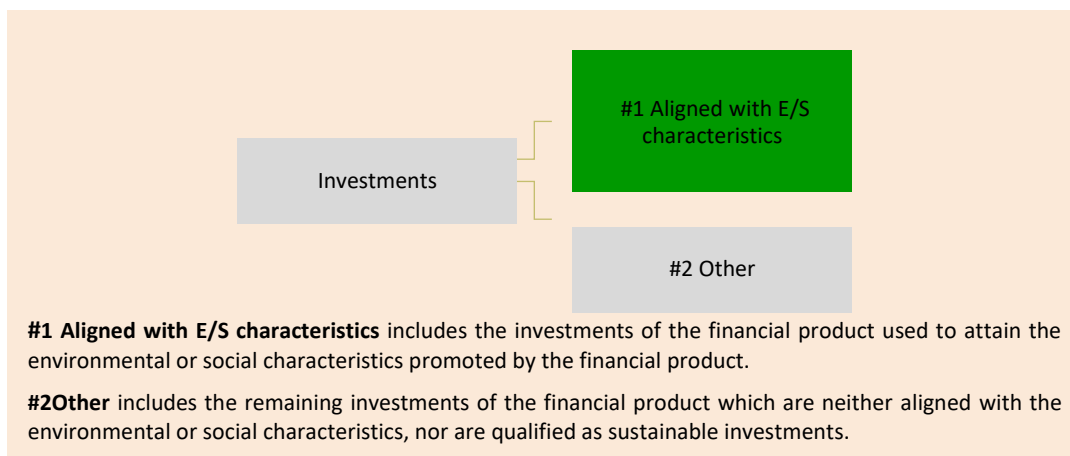 #1 Aligned with E/S
characteristics
Investments
#2 Other
#1 Aligned with E/S characteristics includes the investments of the financial product used to attain the
environmental or social characteristics promoted by the financial product.
#2Other includes the remaining investments of the financial product which are neither aligned with the
environmental or social characteristics, nor are qualified as sustainable investments.